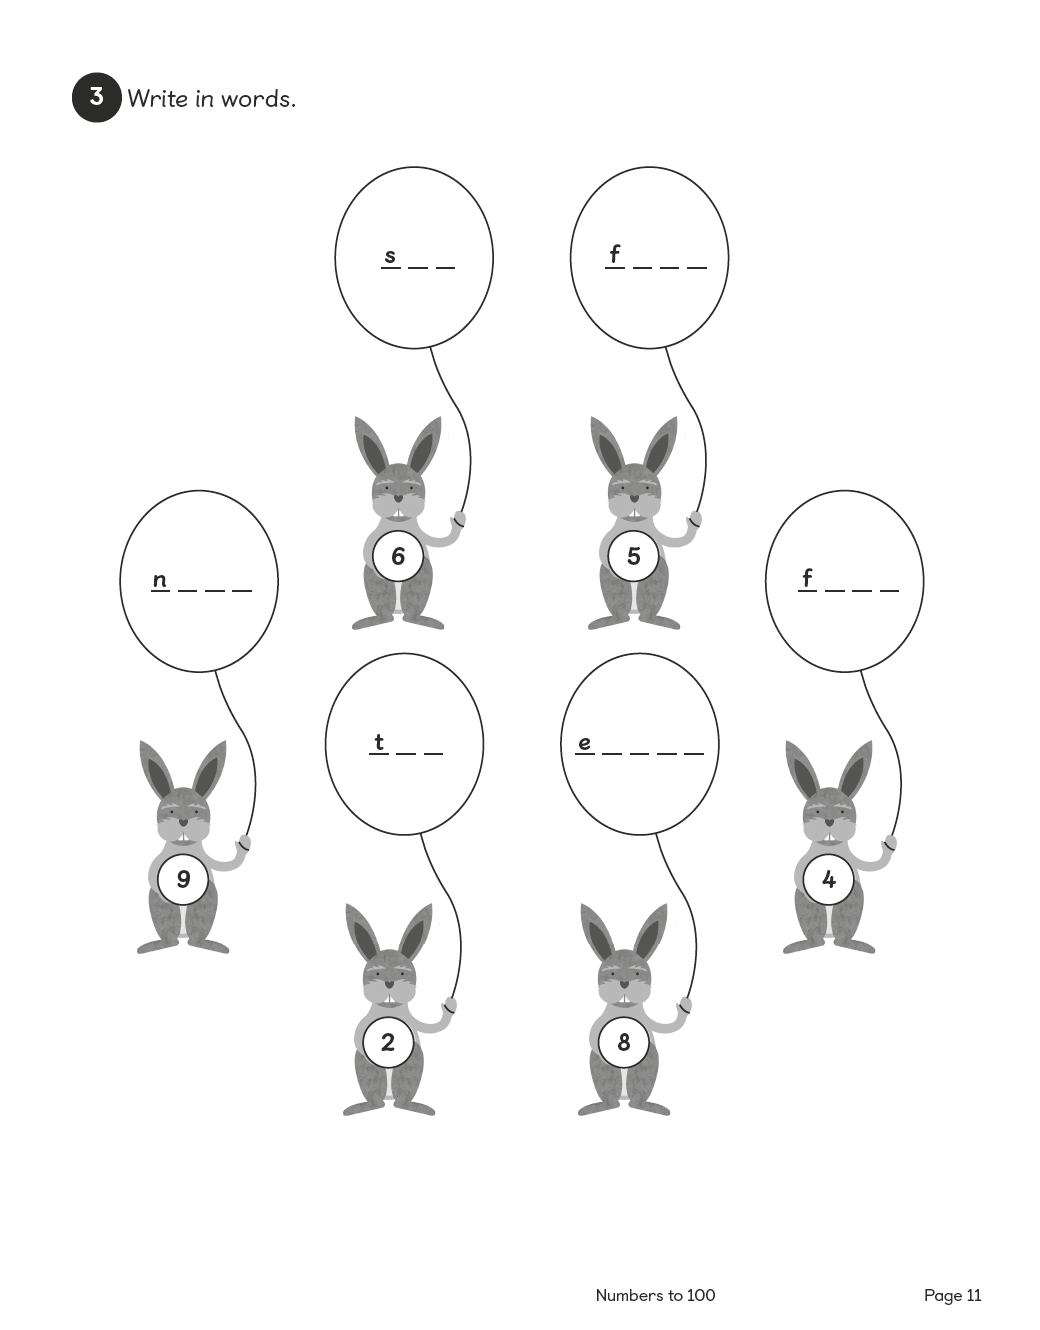 3 Write in words.
s _ _
f _ _ _
6
5
n _ _ _
f _ _ _
t _ _
e _ _ _ _
9
4
2
8
Numbers to 100
Page 11